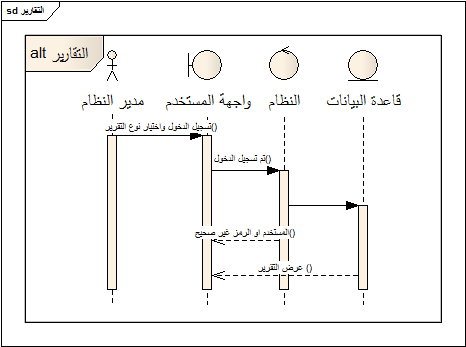 sd التقارير
alt التقارير
مدير النظام
واجهة المستخدم
النظام
قاعدة البيانات
تسجيل الدخول واختيار نوع التقرير()
تم تسجيل الدخول()
المستخدم او الرمز غير صحيح()
عرض التقرير ()